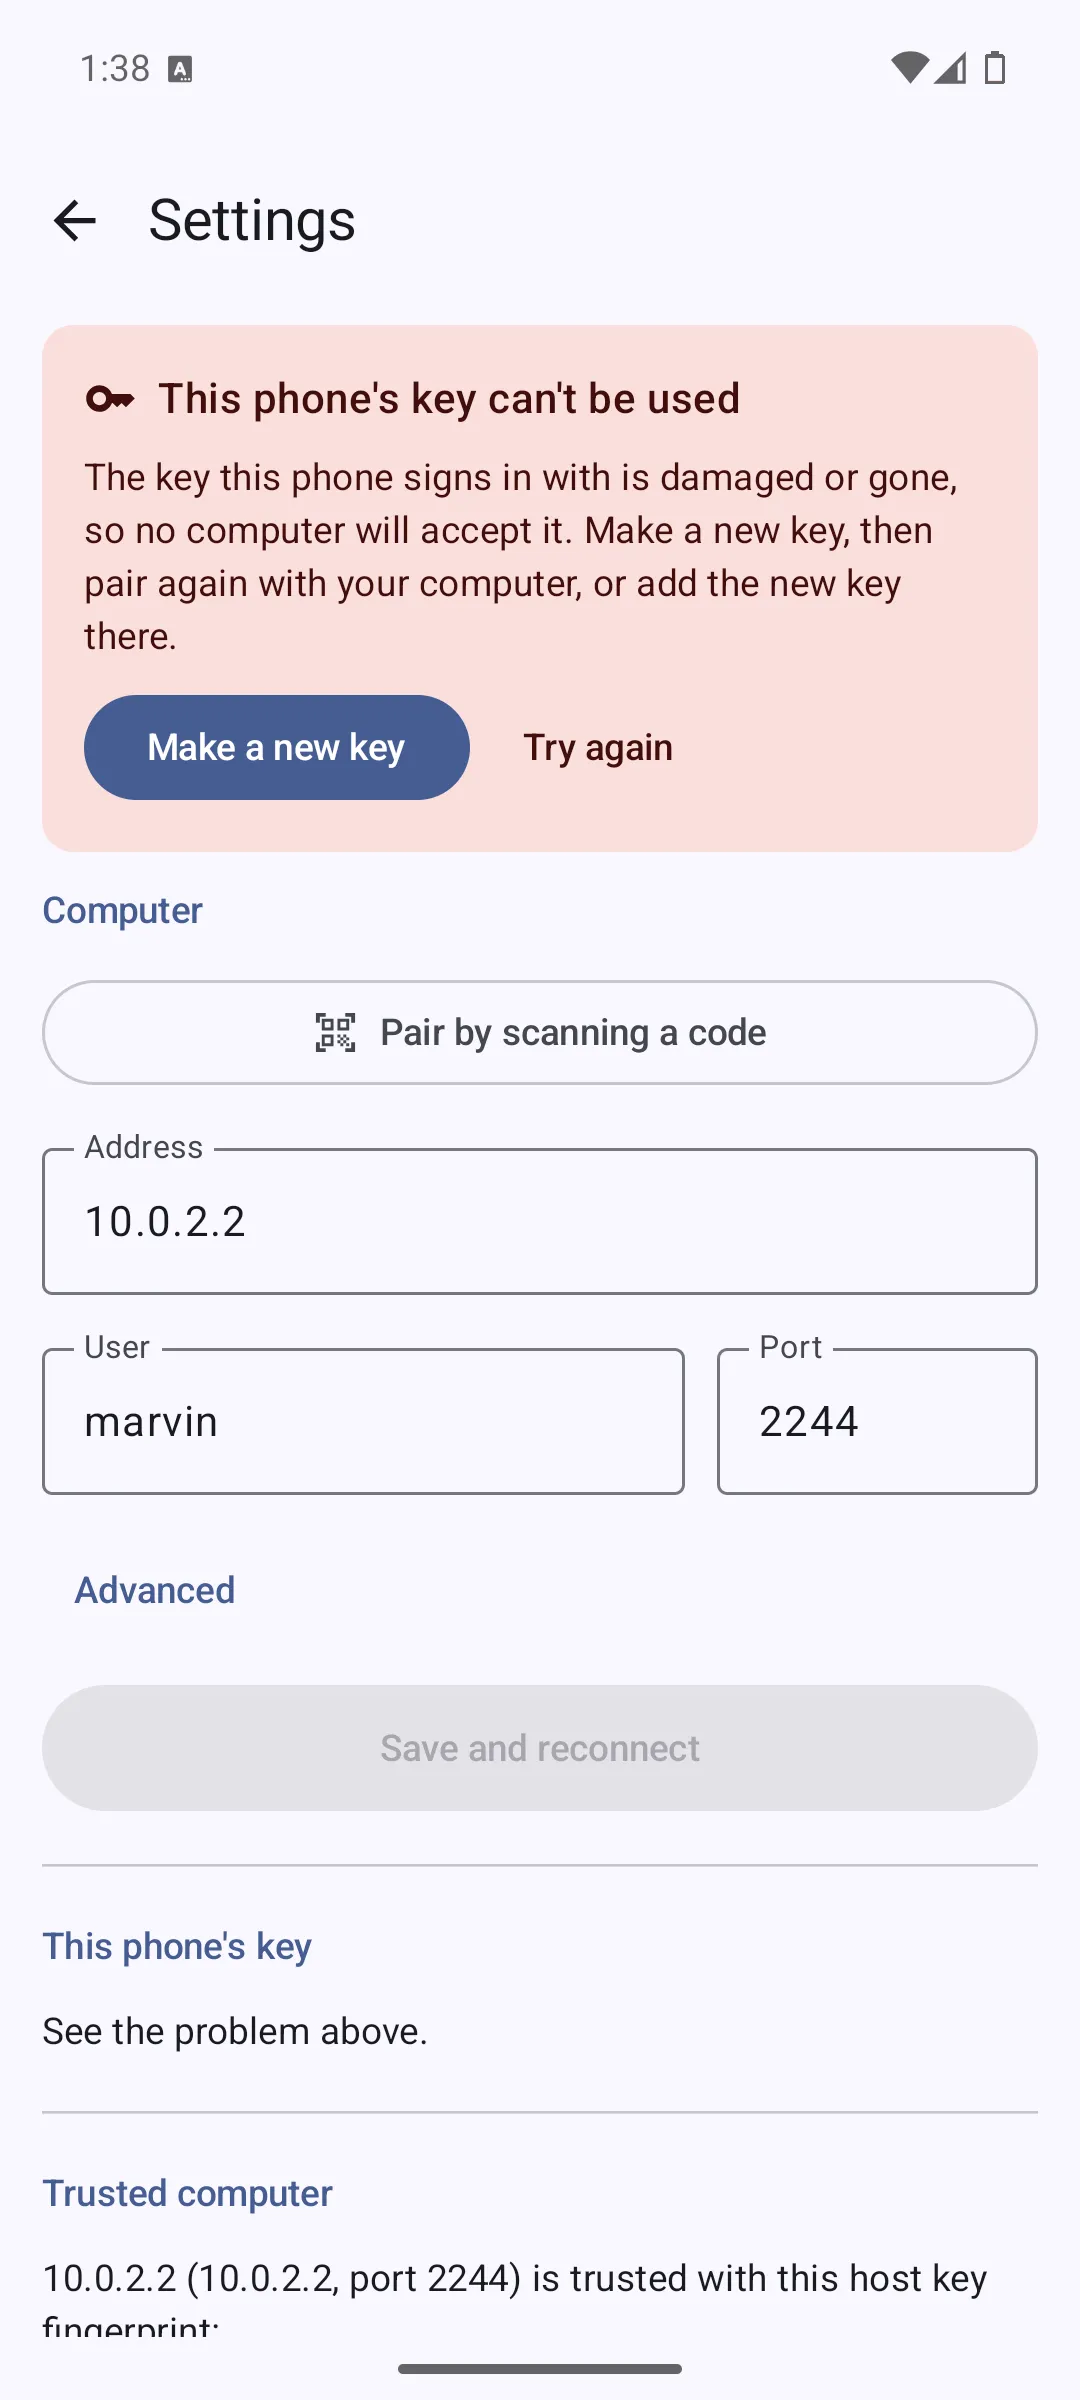 1:38
Settings
This phone's key can't be used
The key this phone signs in with is damaged or gone,
so no computer will accept it. Make a new key, then
pair again with your computer, or add the new key
there.
Make a new key
Try again
Computer
Pair by scanning a code
Address
10.0.2.2
User
Port
marvin
2244
Advanced
Save and reconnect
This phone's key
See the problem above.
Trusted computer
10.0.2.2 (10.0.2.2, port 2244) is trusted with this host key
fingerprint: